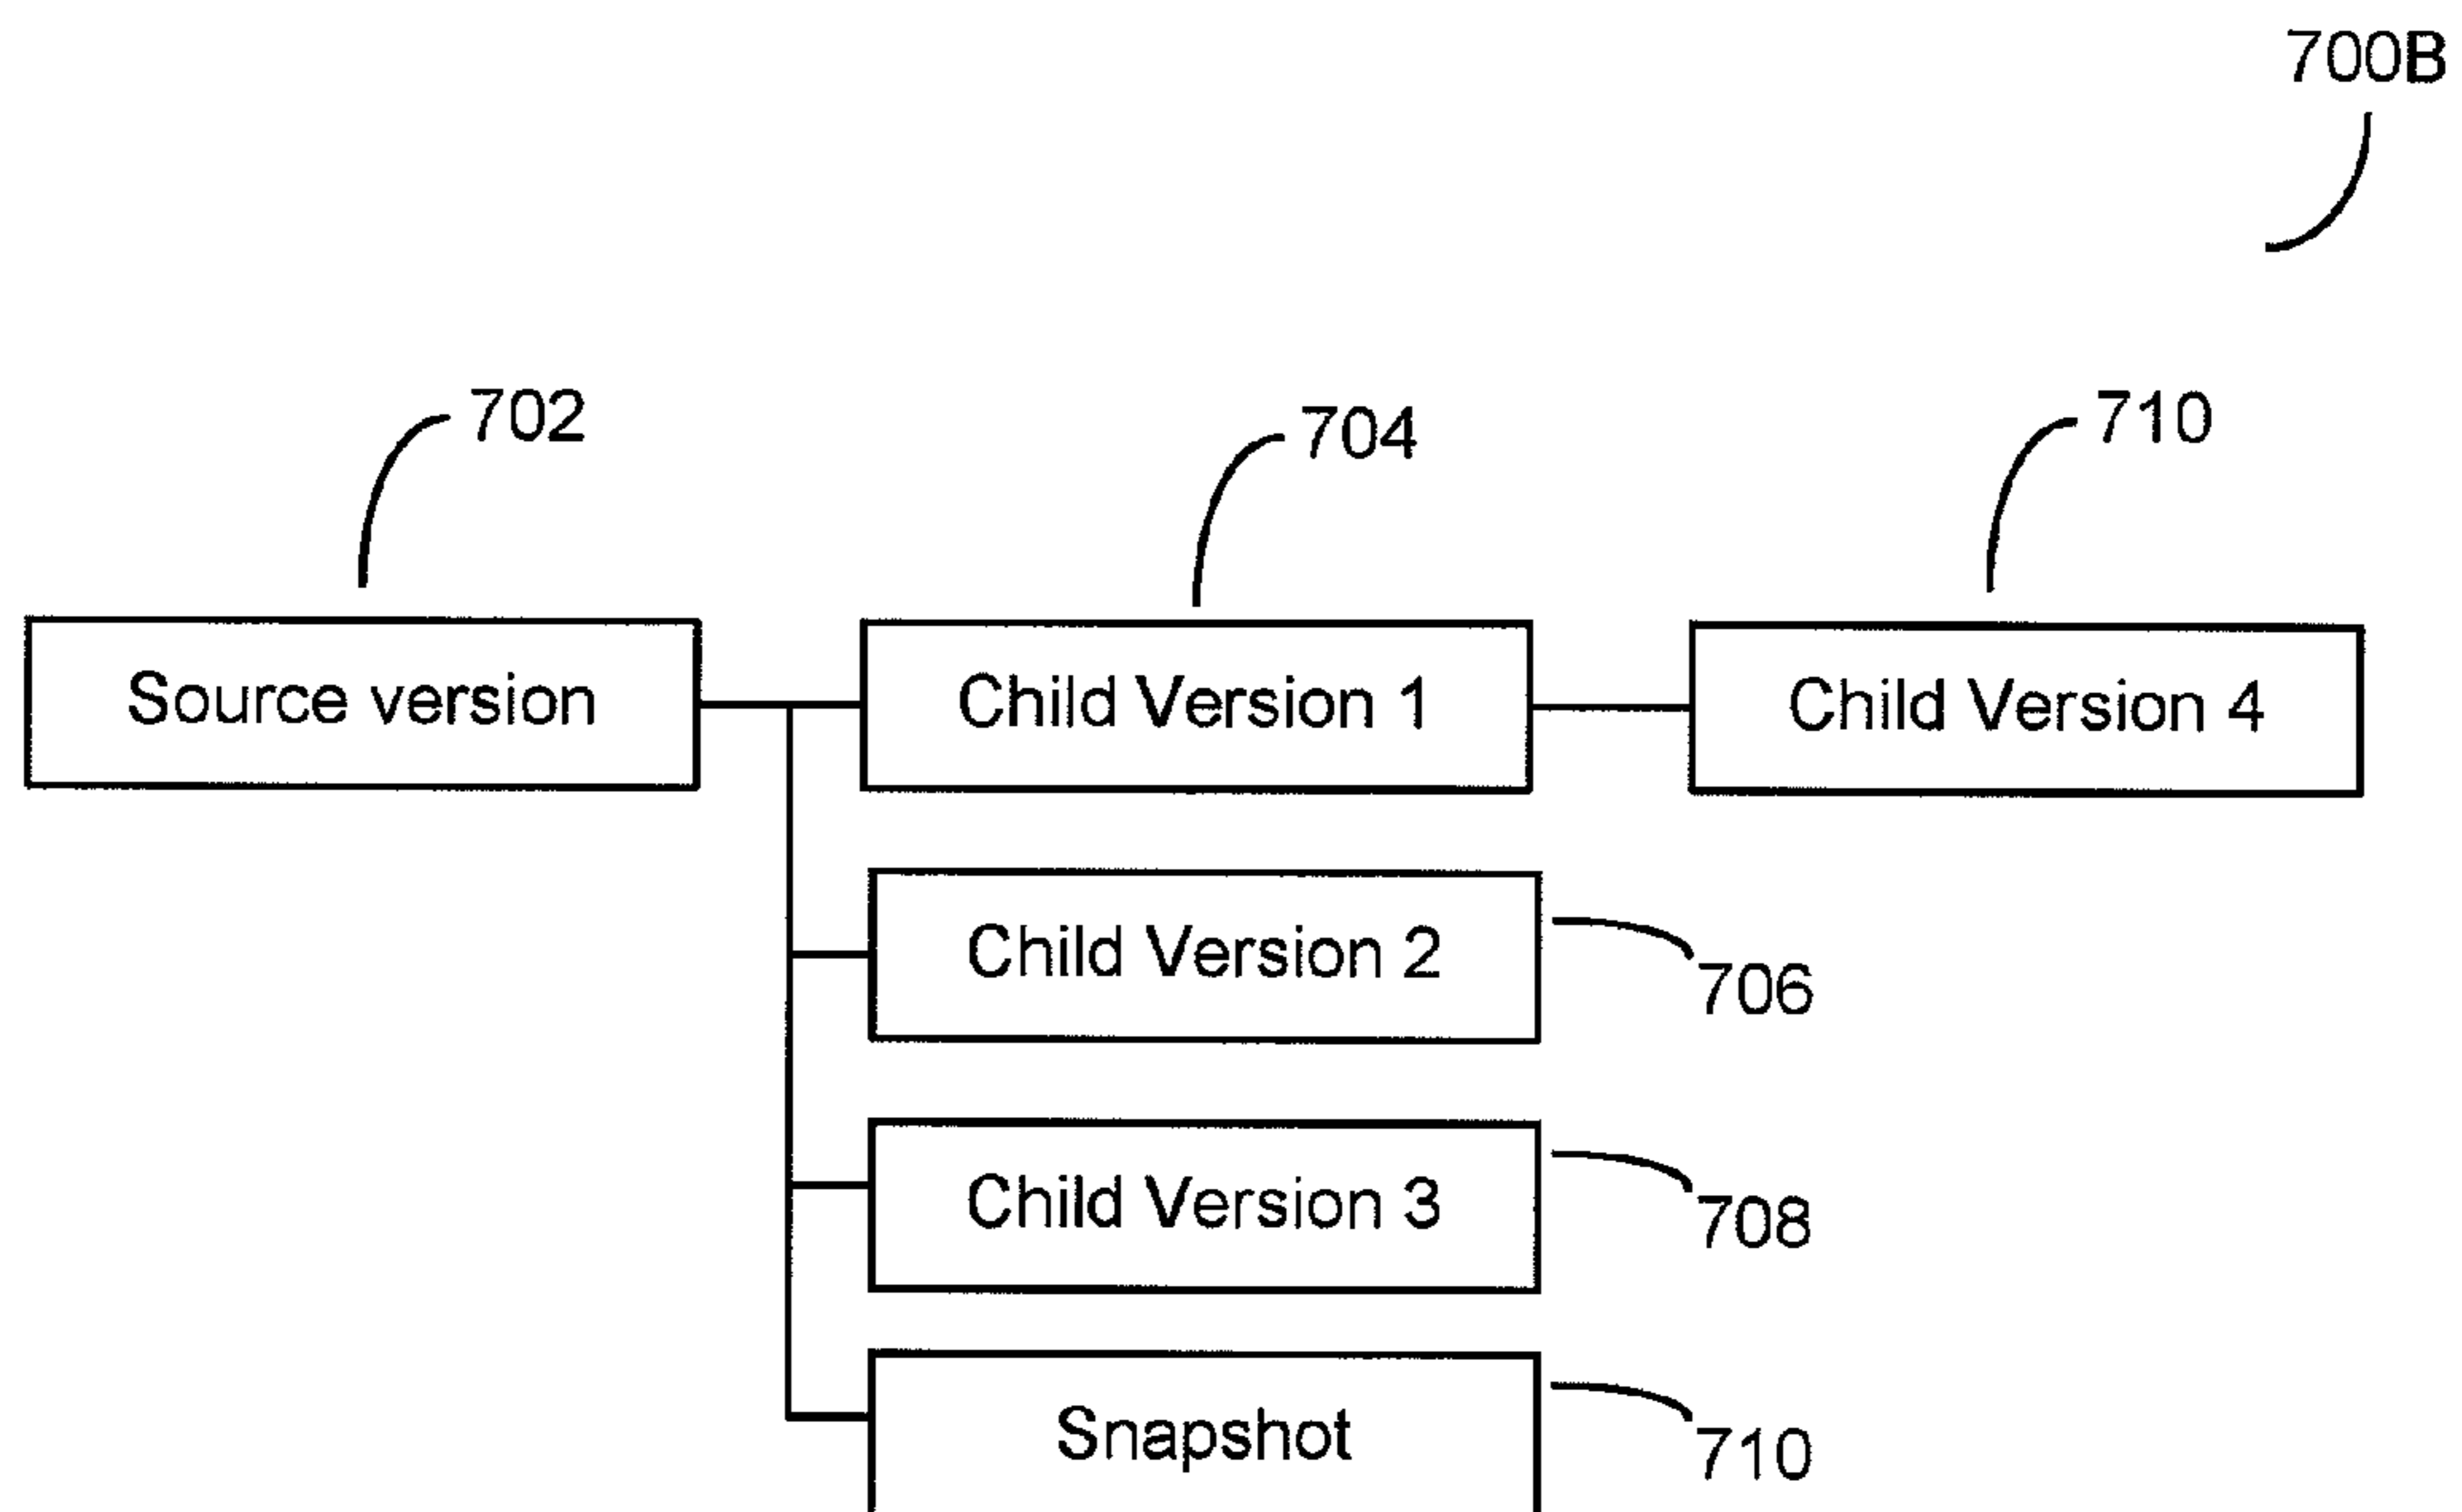 700B
702
704
710
Source version
Child Version 1
Child Version 4
Child Version 2
706
Child Version 3
708
Snapshot
710